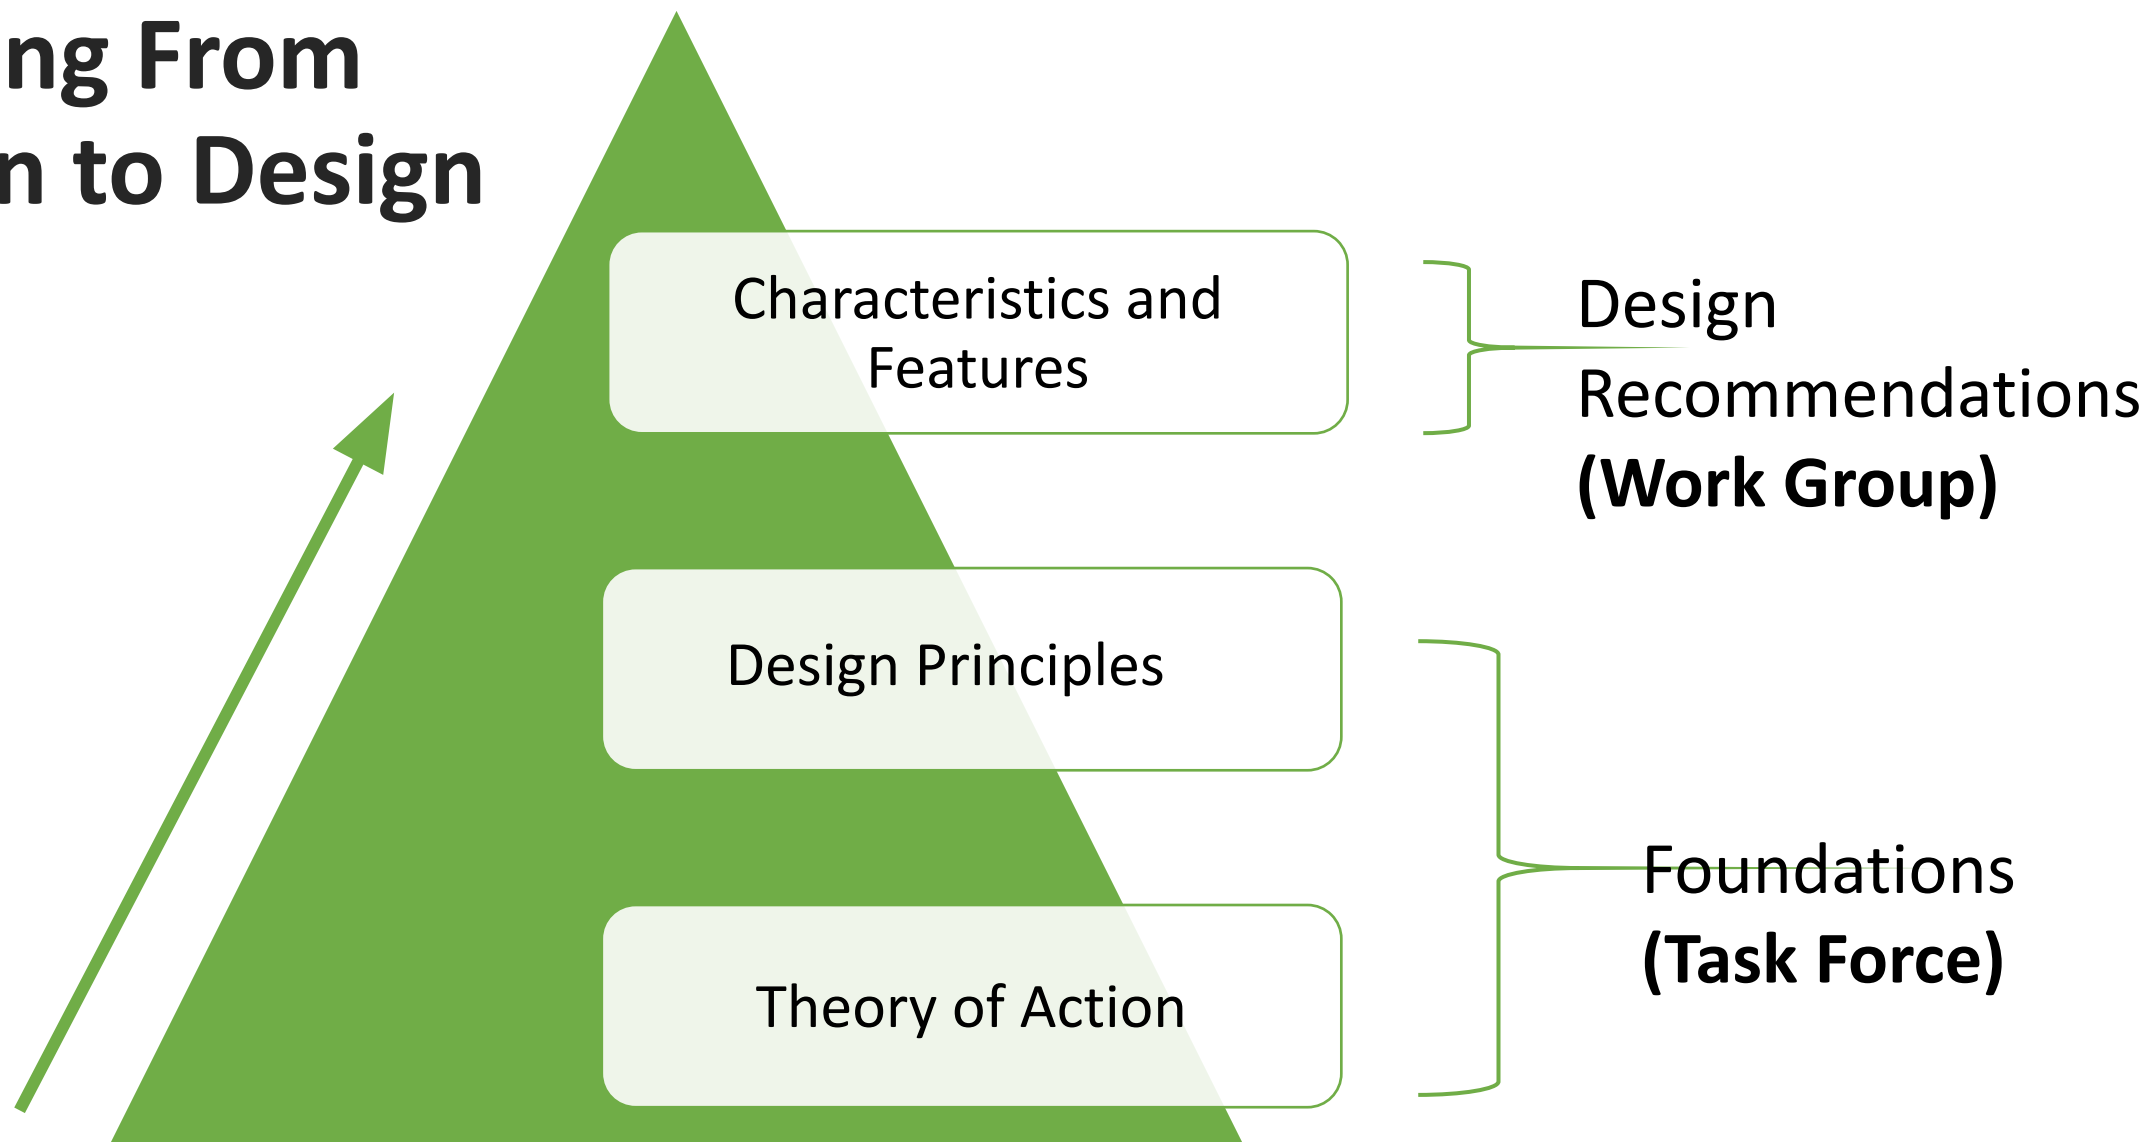 ng From
n to Design
Characteristics and
Features
Design
Recommendations
(Work Group)
Design Principles
Foundations
(Task Force)
Theory of Action